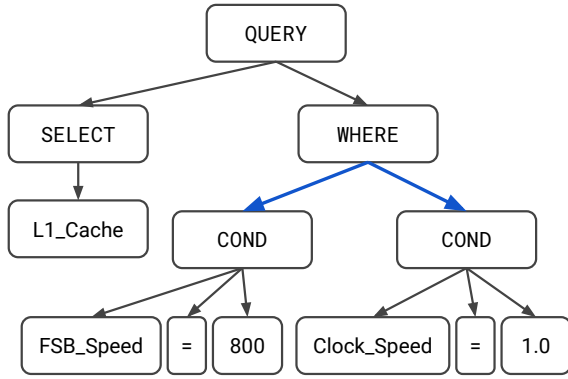 QUERY
SELECT
WHERE
L1_Cache
COND
COND
FSB_Speed
=
800
Clock_Speed
=
1.0